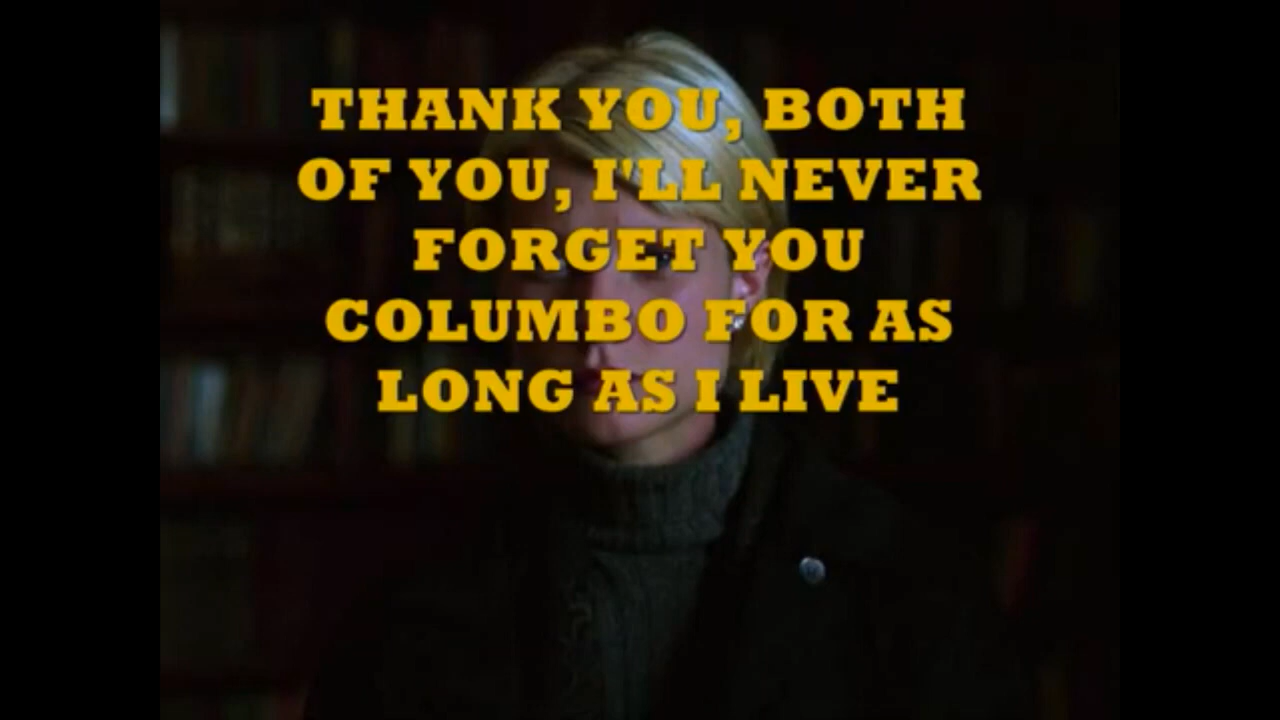 THANK YOU, BOTH
OF YOU, I'LL NEVER
FORGET YOU
COLUMBO FOR AS
LONG AS I LIVE